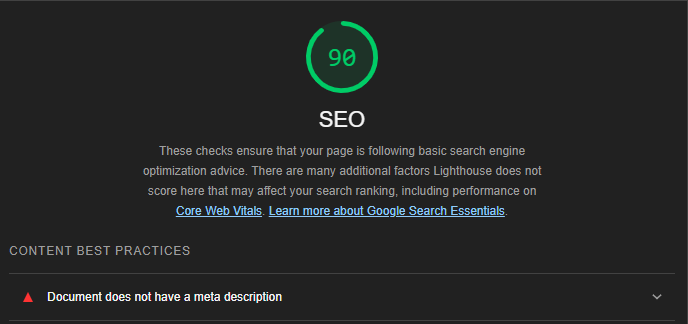 90
SEO
These checks ensure that your page is following basic search engine
optimization advice. There are many additional factors Lighthouse does not
score here that may affect your search ranking, including performance on
Core Web Vitals. Learn more about Google Search Essentials.
CONTENT BEST PRACTICES
Document does not have a meta description